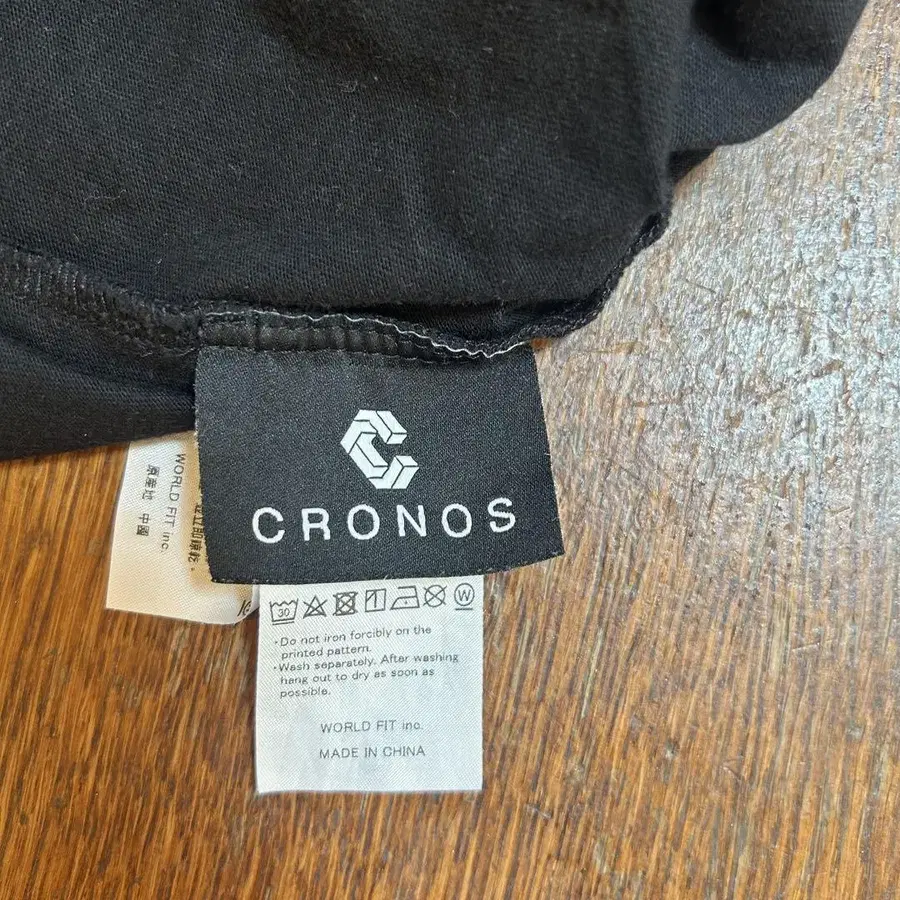 CRONOS
30
W
・Do not iron forcibly on the
printed pattern.
・Wash separately. After washing
hang out to dry as soon as
possible.
WORLD FIT inc.
MADE IN CHINA
WORLD FIT inc.
原産地 中國